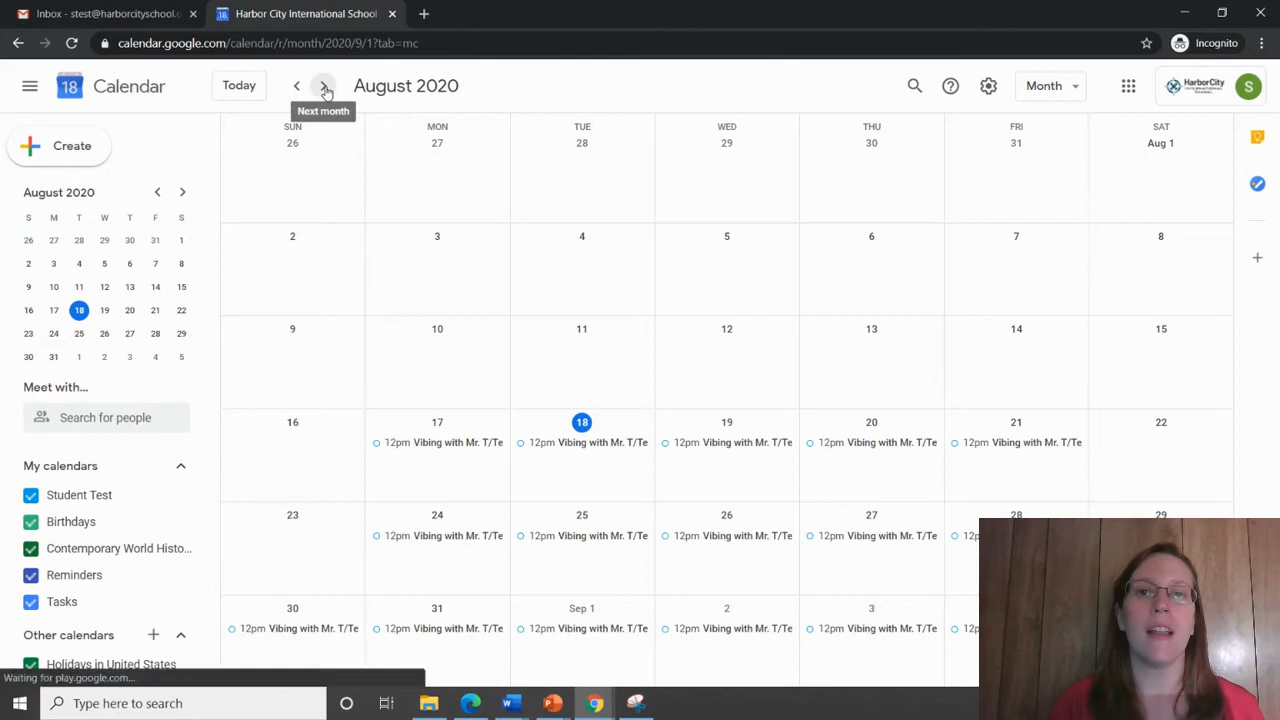 Inbox - stest@harborcityschool.o
Harbor City International School
calendar.google.com/calendar/r/month/2020/9/1?tab=mc
Incognito
18 Calendar
Today
August 2020
Month
HarborCity
S
Next month
Create
SUN MON TUE WED THU FRI SAT
26 27 28 29 30 31 Aug 1
August 2020
S M T W T F S
26 27 28 29 30 31 1
2 3 4 5 6 7 8
9 10 11 12 13 14 15
16 17 18 19 20 21 22
23 24 25 26 27 28 29
30 31 1 2 3 4 5
2 3 4 5 6 7 8
9 10 11 12 13 14 15
16 17 18 19 20 21 22
12pm Vibing with Mr. T/Te 12pm Vibing with Mr. T/Te 12pm Vibing with Mr. T/Te 12pm Vibing with Mr. T/Te 12pm Vibing with Mr. T/Te
23 24 25 26 27 28 29
12pm Vibing with Mr. T/Te 12pm Vibing with Mr. T/Te 12pm Vibing with Mr. T/Te 12pm Vibing with Mr. T/Te 12p
30 31 Sep 1 2 3
12pm Vibing with Mr. T/Te 12pm Vibing with Mr. T/Te 12pm Vibing with Mr. T/Te 12pm Vibing with Mr. T/Te 12pm Vibing with Mr. T/Te 12p
Meet with...
Search for people
My calendars
Student Test
Birthdays
Contemporary World Histo...
Reminders
Tasks
Other calendars
Holidays in United States
Waiting for play.google.com...
Type here to search